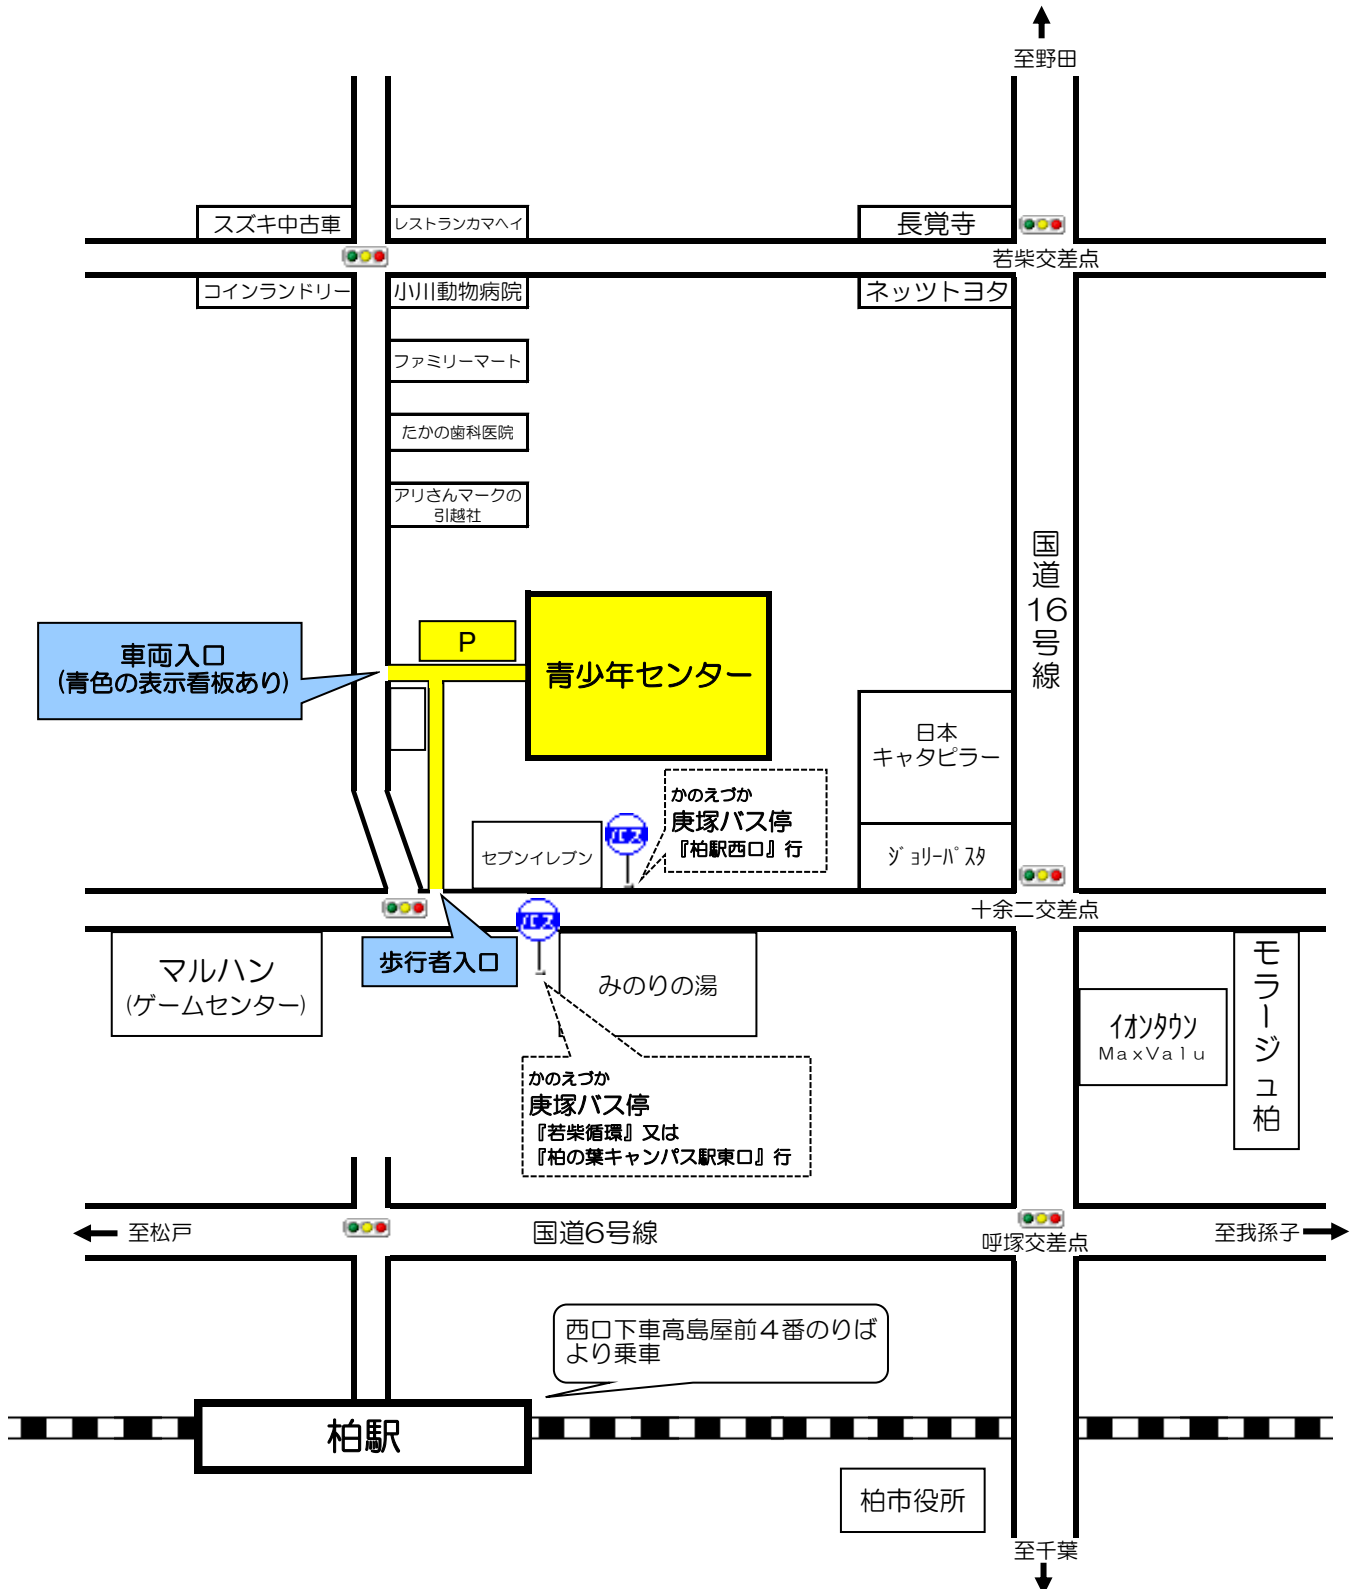 至野田
スズキ中古車
レストランカマヘイ
長覚寺
若柴交差点
コインランドリー
小川動物病院
ネッツトヨタ
ファミリーマート
たかの歯科医院
アリさんマークの
引越社
国道16号線
車両入口
(青色の表示看板あり)
P
青少年センター
日本
キャタピラー
かのえづか
庚塚バス停
『柏駅西口』行
バス
セブンイレブン
ｼﾞｮﾘｰﾊﾟｽﾀ
十余二交差点
バス
歩行者入口
マルハン
(ゲームセンター)
みのりの湯
イオンタウン
MaxValu
モラージュ柏
かのえづか
庚塚バス停
『若柴循環』又は
『柏の葉キャンパス駅東口』行
至松戸
国道6号線
呼塚交差点
至我孫子
西口下車高島屋前４番のりば
より乗車
柏駅
柏市役所
至千葉